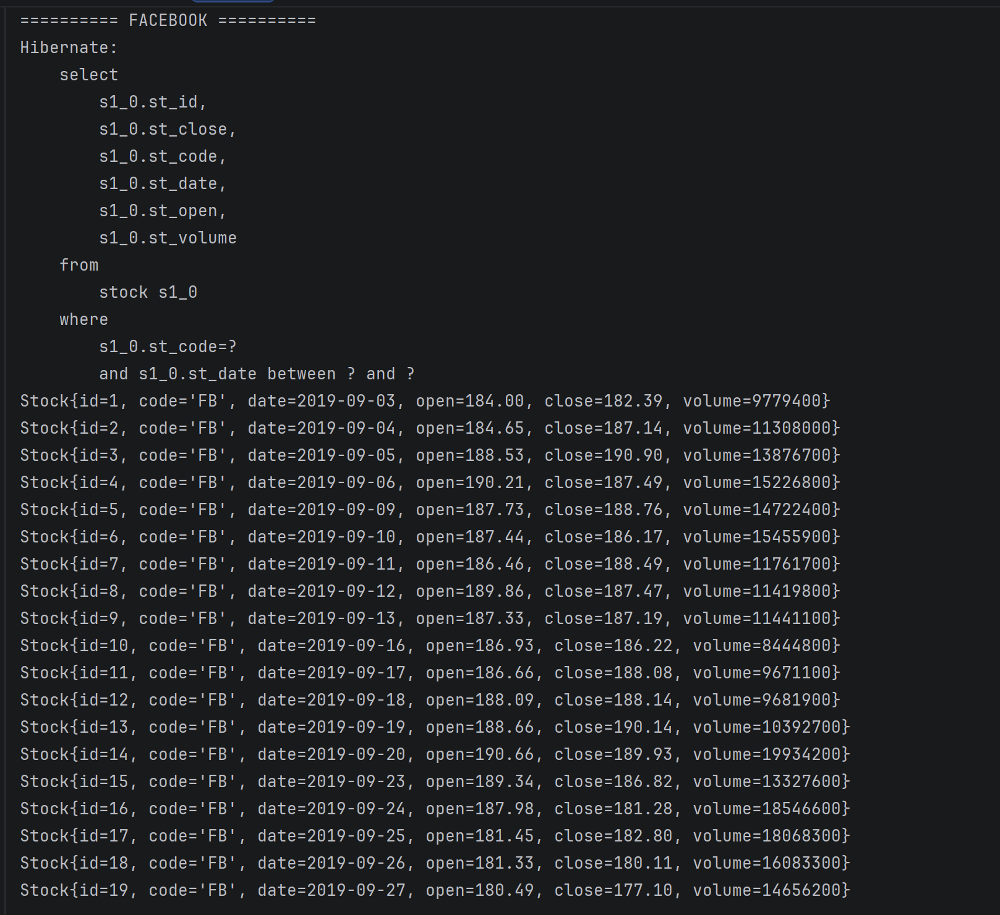 ========== FACEBOOK ==========
Hibernate:
    select
        s1_0.st_id,
        s1_0.st_close,
        s1_0.st_code,
        s1_0.st_date,
        s1_0.st_open,
        s1_0.st_volume
    from
        stock s1_0
    where
        s1_0.st_code=?
        and s1_0.st_date between ? and ?
Stock{id=1, code='FB', date=2019-09-03, open=184.00, close=182.39, volume=9779400}
Stock{id=2, code='FB', date=2019-09-04, open=184.65, close=187.14, volume=11308000}
Stock{id=3, code='FB', date=2019-09-05, open=188.53, close=190.90, volume=13876700}
Stock{id=4, code='FB', date=2019-09-06, open=190.21, close=187.49, volume=15226800}
Stock{id=5, code='FB', date=2019-09-09, open=187.73, close=188.76, volume=14722400}
Stock{id=6, code='FB', date=2019-09-10, open=187.44, close=186.17, volume=15455900}
Stock{id=7, code='FB', date=2019-09-11, open=186.46, close=188.49, volume=11761700}
Stock{id=8, code='FB', date=2019-09-12, open=189.86, close=187.47, volume=11419800}
Stock{id=9, code='FB', date=2019-09-13, open=187.33, close=187.19, volume=11441100}
Stock{id=10, code='FB', date=2019-09-16, open=186.93, close=186.22, volume=8444800}
Stock{id=11, code='FB', date=2019-09-17, open=186.66, close=188.08, volume=9671100}
Stock{id=12, code='FB', date=2019-09-18, open=188.09, close=188.14, volume=9681900}
Stock{id=13, code='FB', date=2019-09-19, open=188.66, close=190.14, volume=10392700}
Stock{id=14, code='FB', date=2019-09-20, open=190.66, close=189.93, volume=19934200}
Stock{id=15, code='FB', date=2019-09-23, open=189.34, close=186.82, volume=13327600}
Stock{id=16, code='FB', date=2019-09-24, open=187.98, close=181.28, volume=18546600}
Stock{id=17, code='FB', date=2019-09-25, open=181.45, close=182.80, volume=18068300}
Stock{id=18, code='FB', date=2019-09-26, open=181.33, close=180.11, volume=16083300}
Stock{id=19, code='FB', date=2019-09-27, open=180.49, close=177.10, volume=14656200}